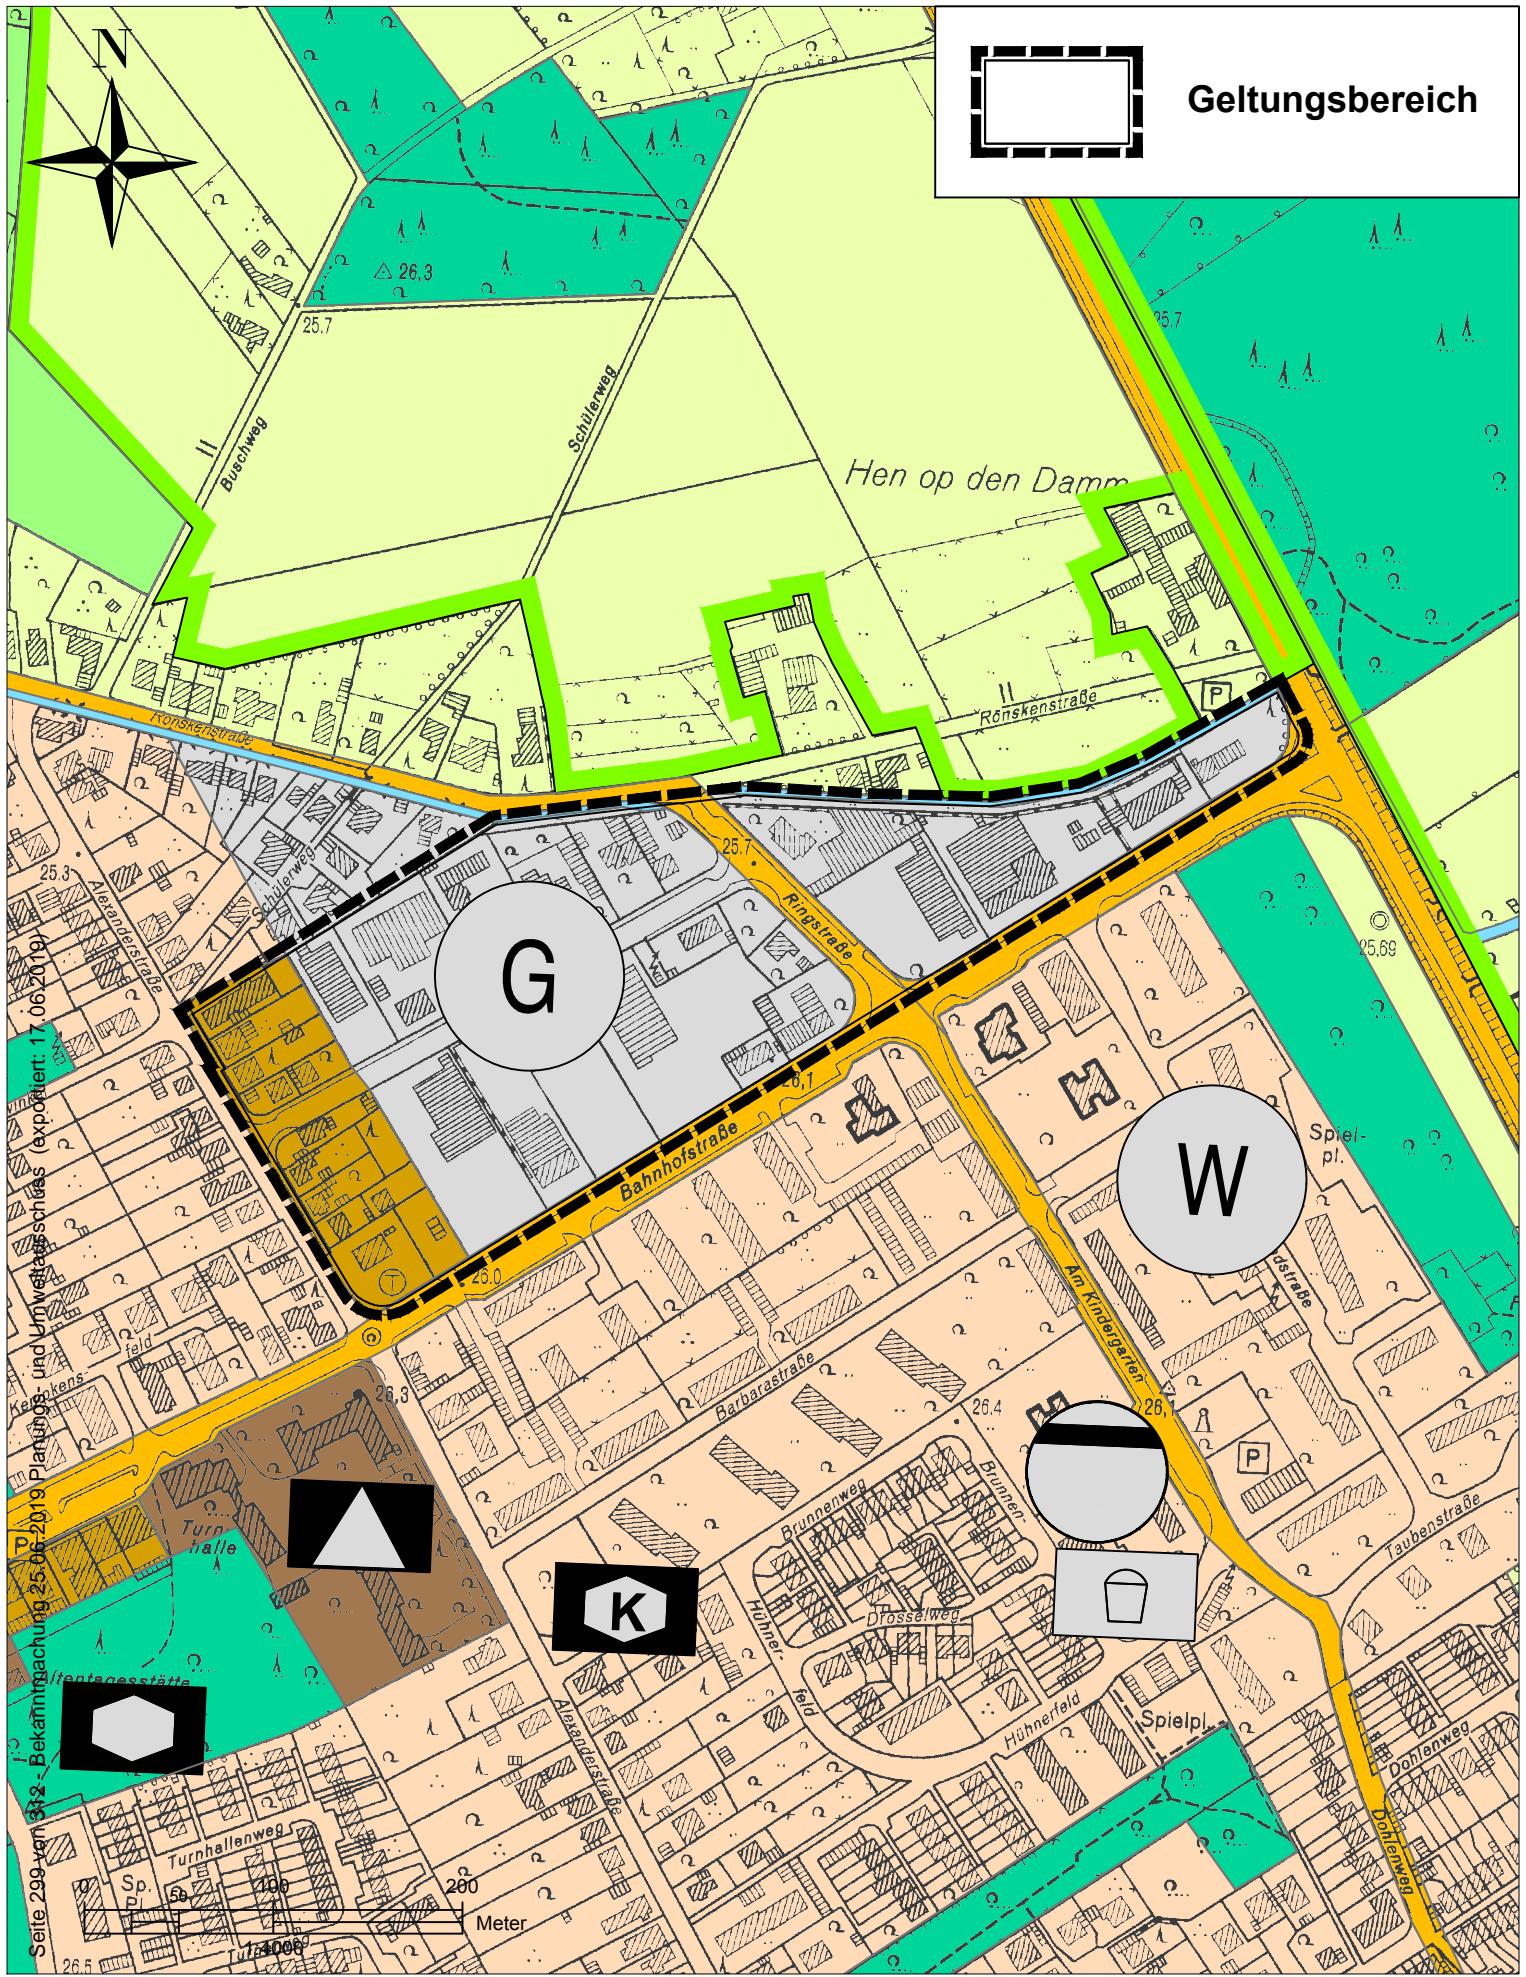 N
Geltungsbereich
26,3
25.7
25.7
Buschweg
Schülerweg
Hen op den Damm
Rönskenstraße
Rönskenstraße
P
25.3
Schülerweg
Alexanderstraße
25.7
Ringstraße
G
25,69
26,1
Bahnhofstraße
W
Spiel-
pl.
dstraße
T
26.0
Am Kindergarten
feld
26,3
Barbarastraße
26.4
26,1
P
Brunnenweg
Brunnen-
Taubenstraße
P
Turn-
halle
K
Drosselweg
Hühner-
feld
Altentagesstätte
Alexanderstraße
Hühnerfeld
Spielpl.
Dohlenweg
Dohlenweg
Turnhallenweg
Sp.
Pl.
0
50
100
200
Meter
1:4000
26.5
Seite 299 von 312 - Bekanntmachung 25.06.2019 Planungs- und Umweltausschuss (exportiert: 17.06.2019)